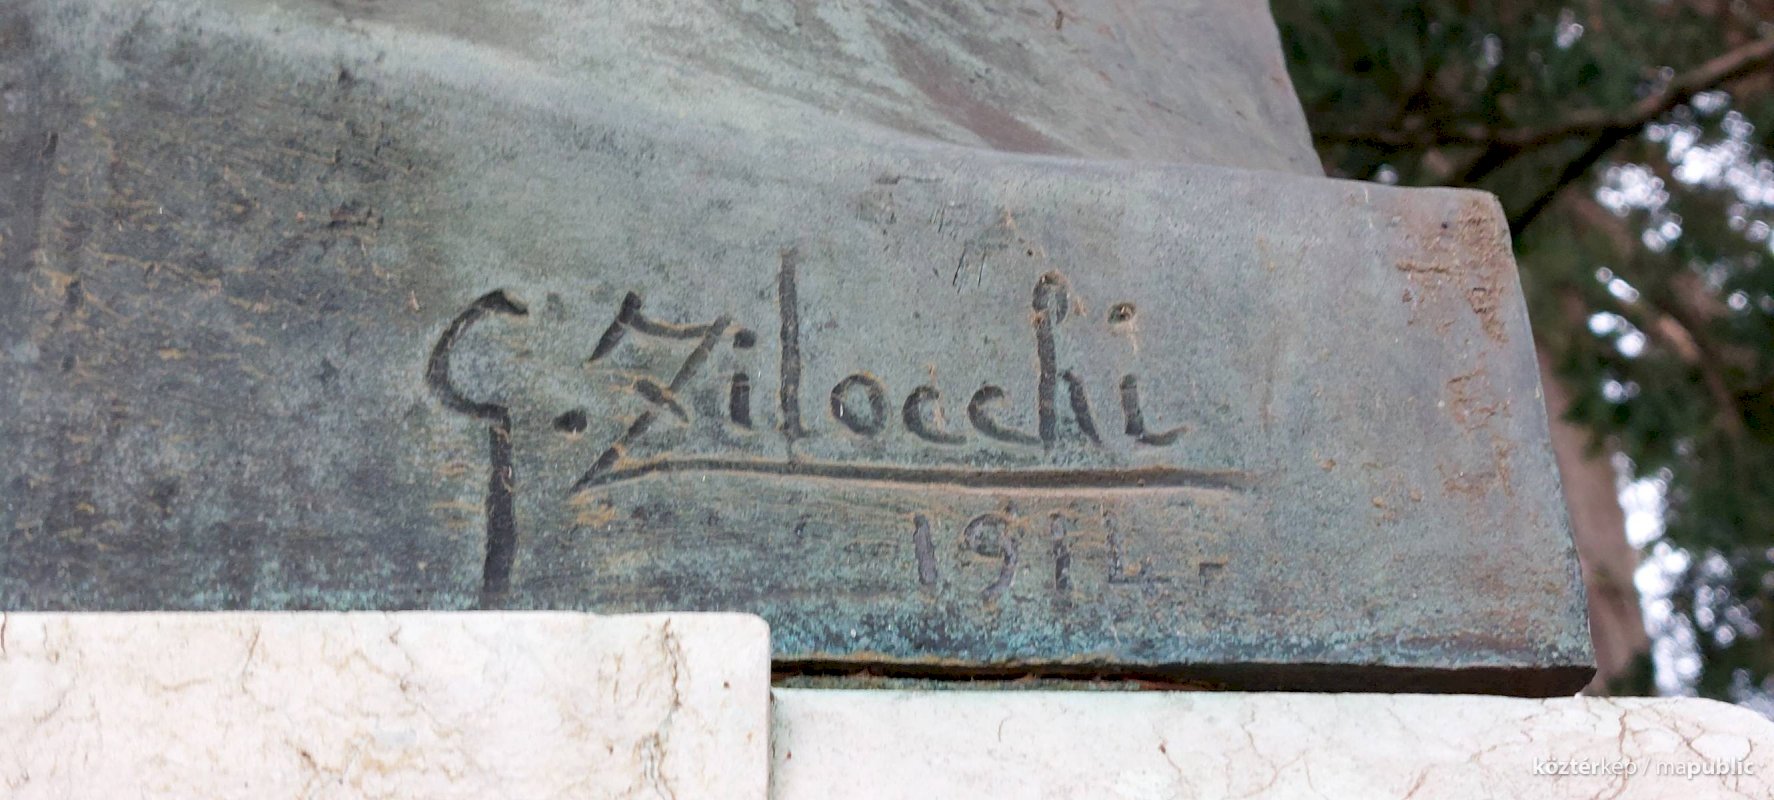 G. Zilocchi
1914.
köztérkép / mapublic